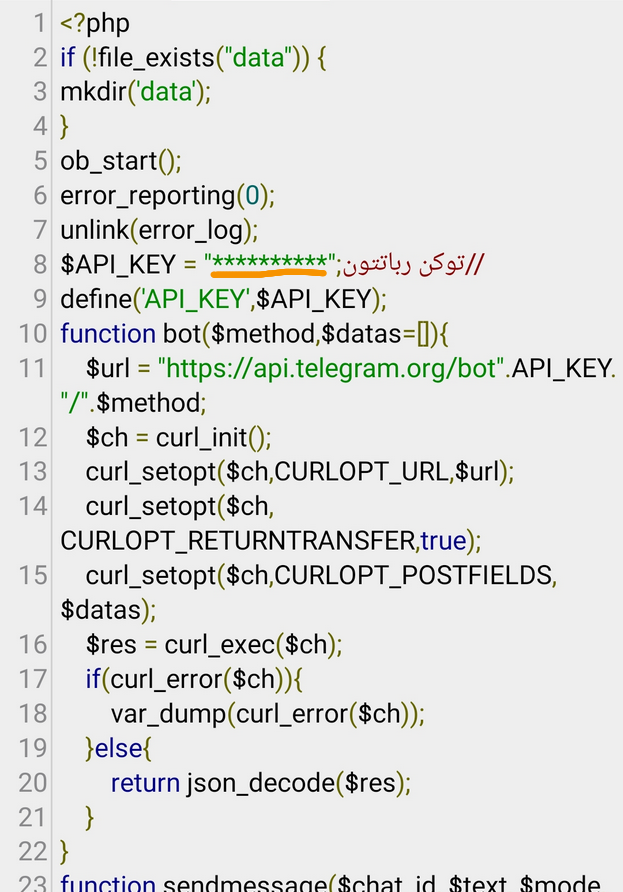 1 <?php
2 if (!file_exists("data")) {
3 mkdir('data');
4 }
5 ob_start();
6 error_reporting(0);
7 unlink(error_log);
8 $API_KEY = "**********";توکن رباتتون//
9 define('API_KEY',$API_KEY);
10 function bot($method,$datas=[]){
11 $url = "https://api.telegram.org/bot".API_KEY.
"/".$method;
12 $ch = curl_init();
13 curl_setopt($ch,CURLOPT_URL,$url);
14 curl_setopt($ch,
CURLOPT_RETURNTRANSFER,true);
15 curl_setopt($ch,CURLOPT_POSTFIELDS,
$datas);
16 $res = curl_exec($ch);
17 if(curl_error($ch)){
18 var_dump(curl_error($ch));
19 }else{
20 return json_decode($res);
21 }
22 }
23 function sendmessage($chat_id,$text,$mode